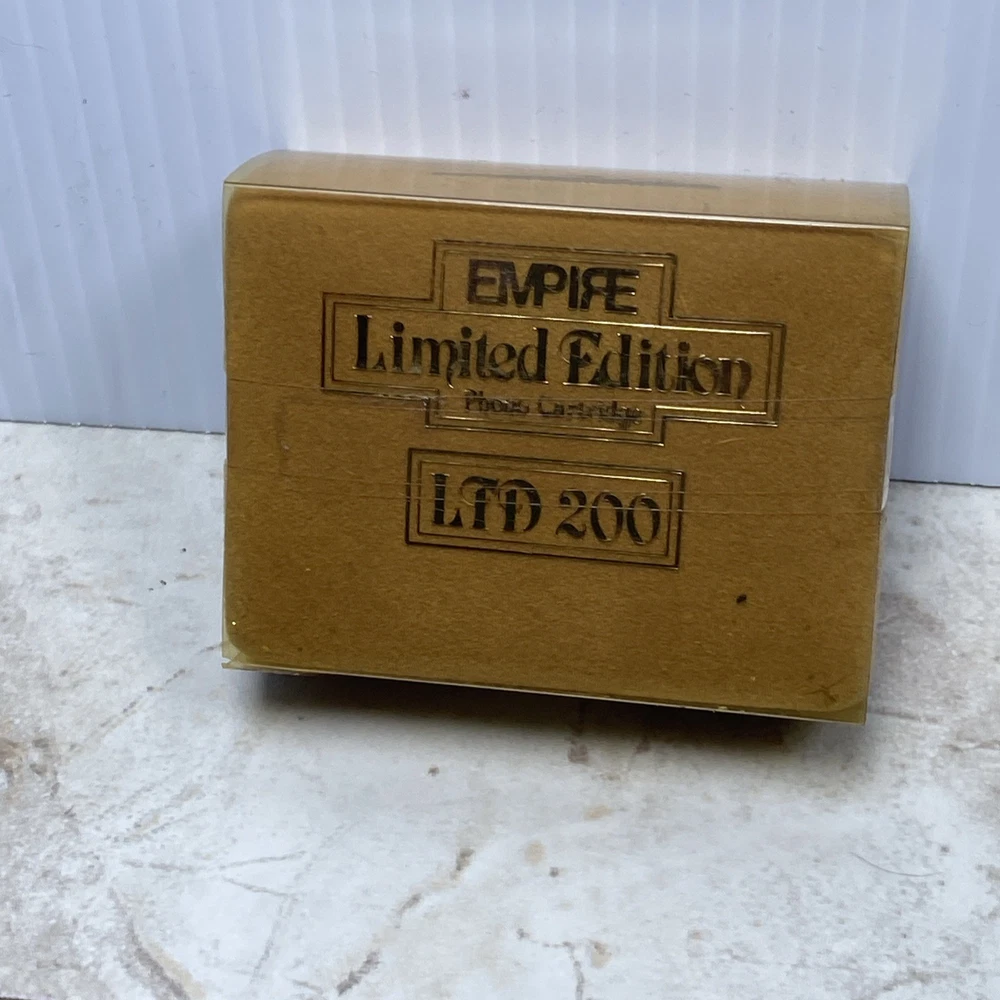 EMPIRE
Limited Edition
Phono Cartridge
LTD 200